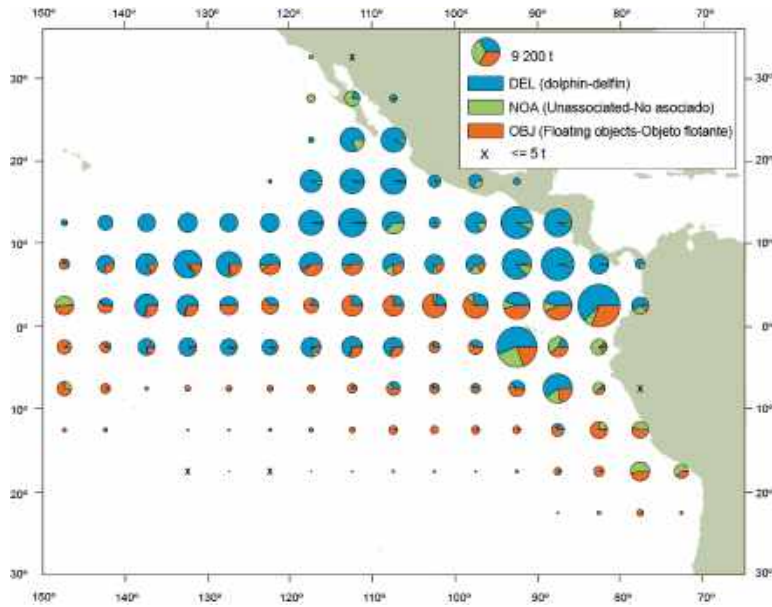 150° 140° 130° 120° 110° 100° 90° 80° 70°
9 200 t
DEL (dolphin-delfin)
NOA (Unassociated-No asociado)
OBJ (Floating objects-Objeto flotante)
X <= 5 t
30° 30°
20° 20°
10° 10°
0° 0°
10° 10°
20° 20°
30° 30°
x
x
x x
150° 140° 130° 120° 110° 100° 90° 80° 70°